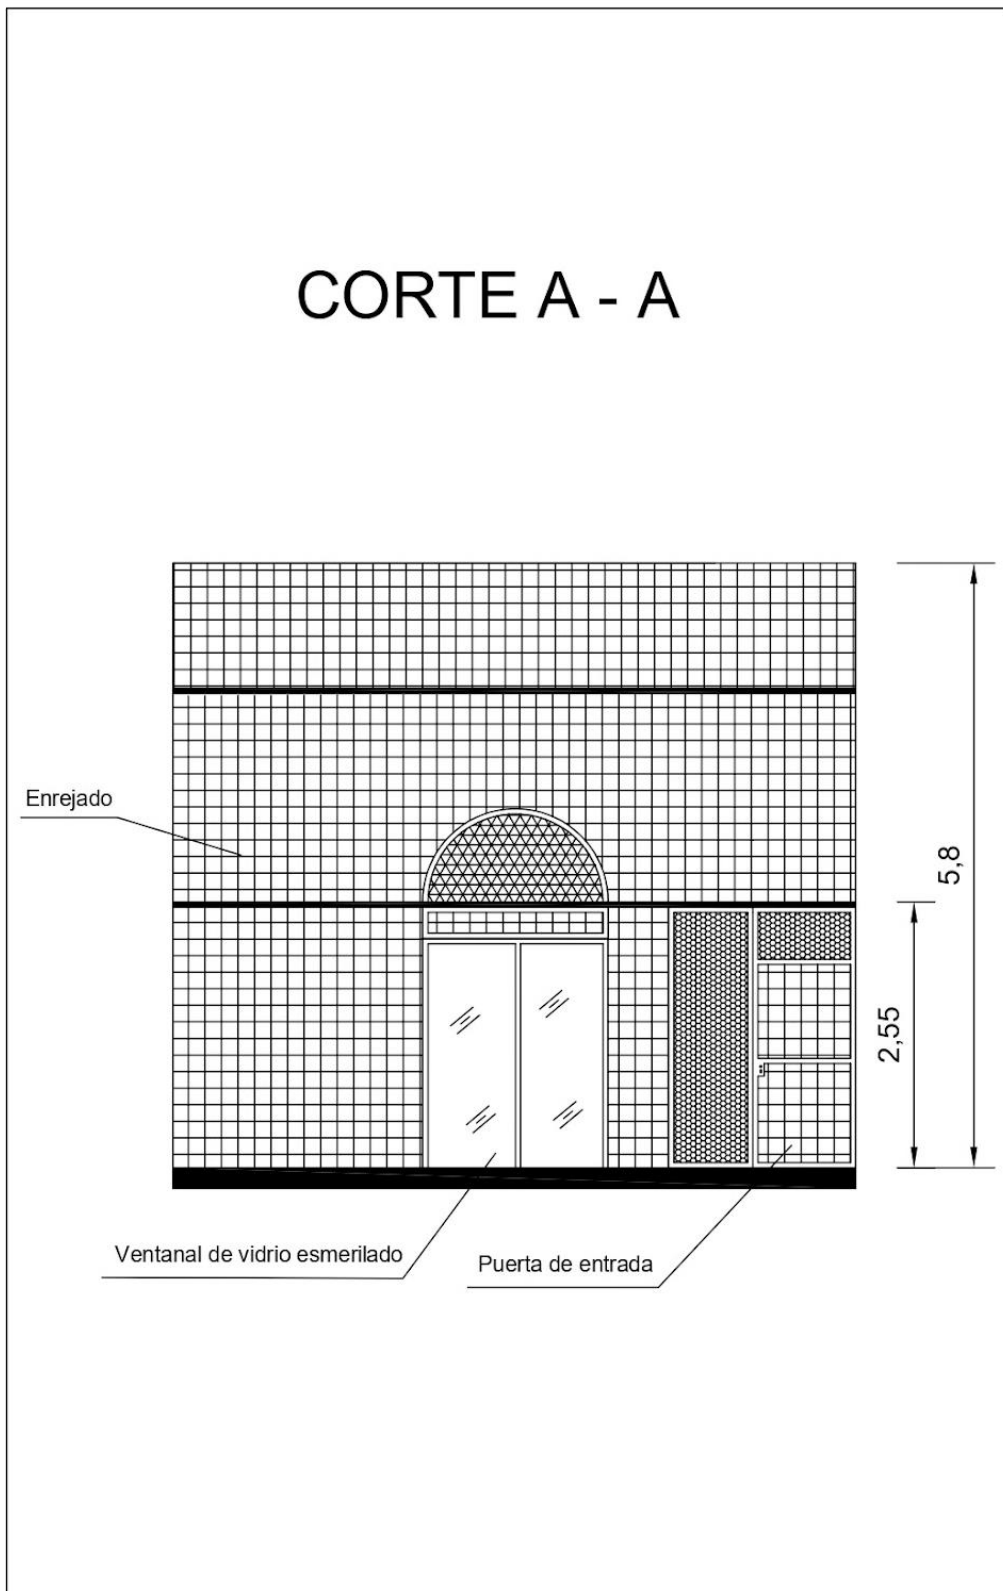 CORTE A - A
Enrejado
5,8
2,55
Ventanal de vidrio esmerilado
Puerta de entrada